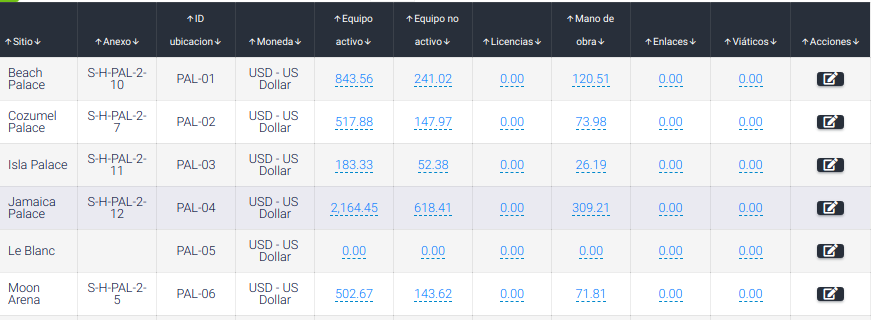 ↑Sitio↓ ↑Anexo↓ ↑ID ubicacion↓ ↑Moneda↓ ↑Equipo activo↓ ↑Equipo no activo↓ ↑Licencias↓ ↑Mano de obra↓ ↑Enlaces↓ ↑Viáticos↓ ↑Acciones↓
Beach Palace S-H-PAL-2-10 PAL-01 USD - US Dollar 843.56 241.02 0.00 120.51 0.00 0.00
Cozumel Palace S-H-PAL-2-7 PAL-02 USD - US Dollar 517.88 147.97 0.00 73.98 0.00 0.00
Isla Palace S-H-PAL-2-11 PAL-03 USD - US Dollar 183.33 52.38 0.00 26.19 0.00 0.00
Jamaica Palace S-H-PAL-2-12 PAL-04 USD - US Dollar 2,164.45 618.41 0.00 309.21 0.00 0.00
Le Blanc PAL-05 USD - US Dollar 0.00 0.00 0.00 0.00 0.00 0.00
Moon Arena S-H-PAL-2-5 PAL-06 USD - US Dollar 502.67 143.62 0.00 71.81 0.00 0.00